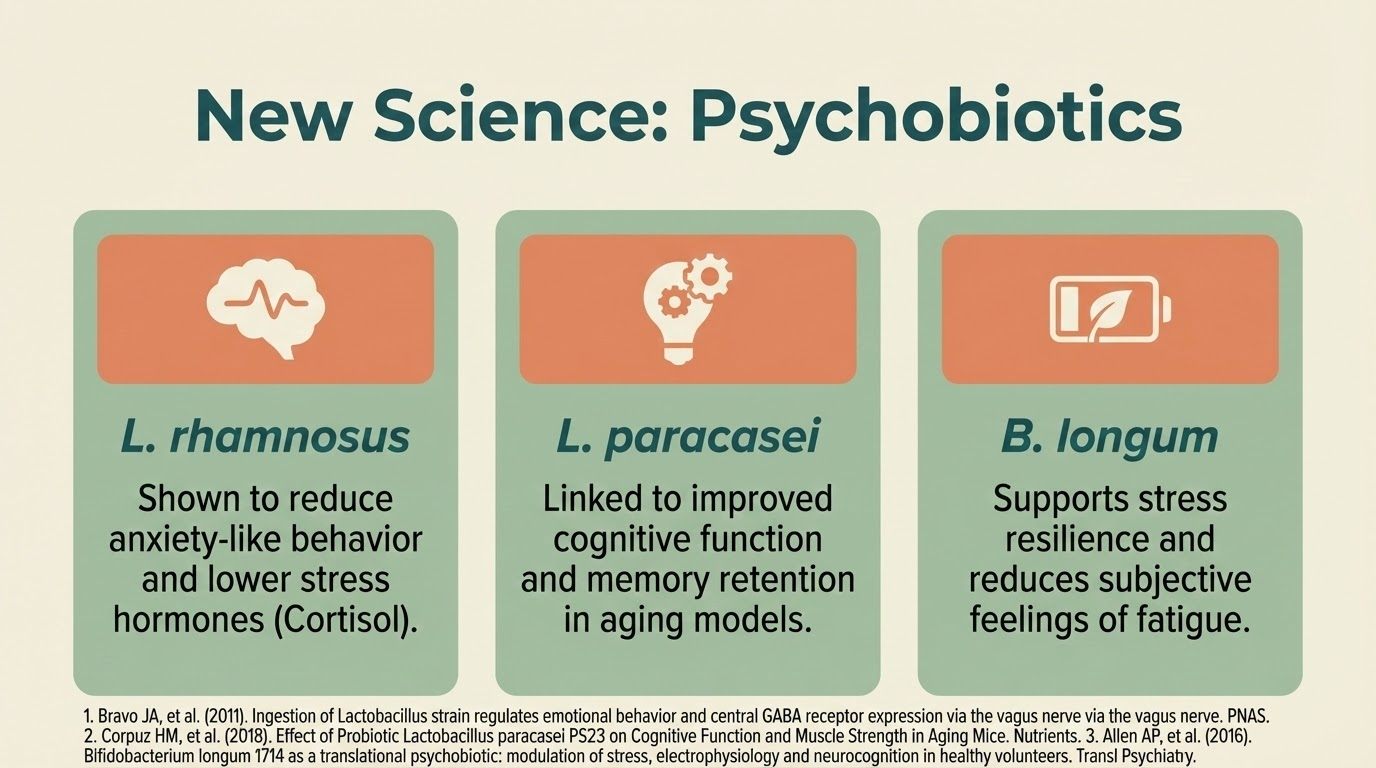 New Science: Psychobiotics
L. rhamnosus
Shown to reduce
anxiety-like behavior
and lower stress
hormones (Cortisol).
L. paracasei
Linked to improved
cognitive function
and memory retention
in aging models.
B. longum
Supports stress
resilience and
reduces subjective
feelings of fatigue.
1. Bravo JA, et al. (2011). Ingestion of Lactobacillus strain regulates emotional behavior and central GABA receptor expression via the vagus nerve via the vagus nerve. PNAS.
2. Corpuz HM, et al. (2018). Effect of Probiotic Lactobacillus paracasei PS23 on Cognitive Function and Muscle Strength in Aging Mice. Nutrients. 3. Allen AP, et al. (2016).
Bifidobacterium longum 1714 as a translational psychobiotic: modulation of stress, electrophysiology and neurocognition in healthy volunteers. Transl Psychiatry.